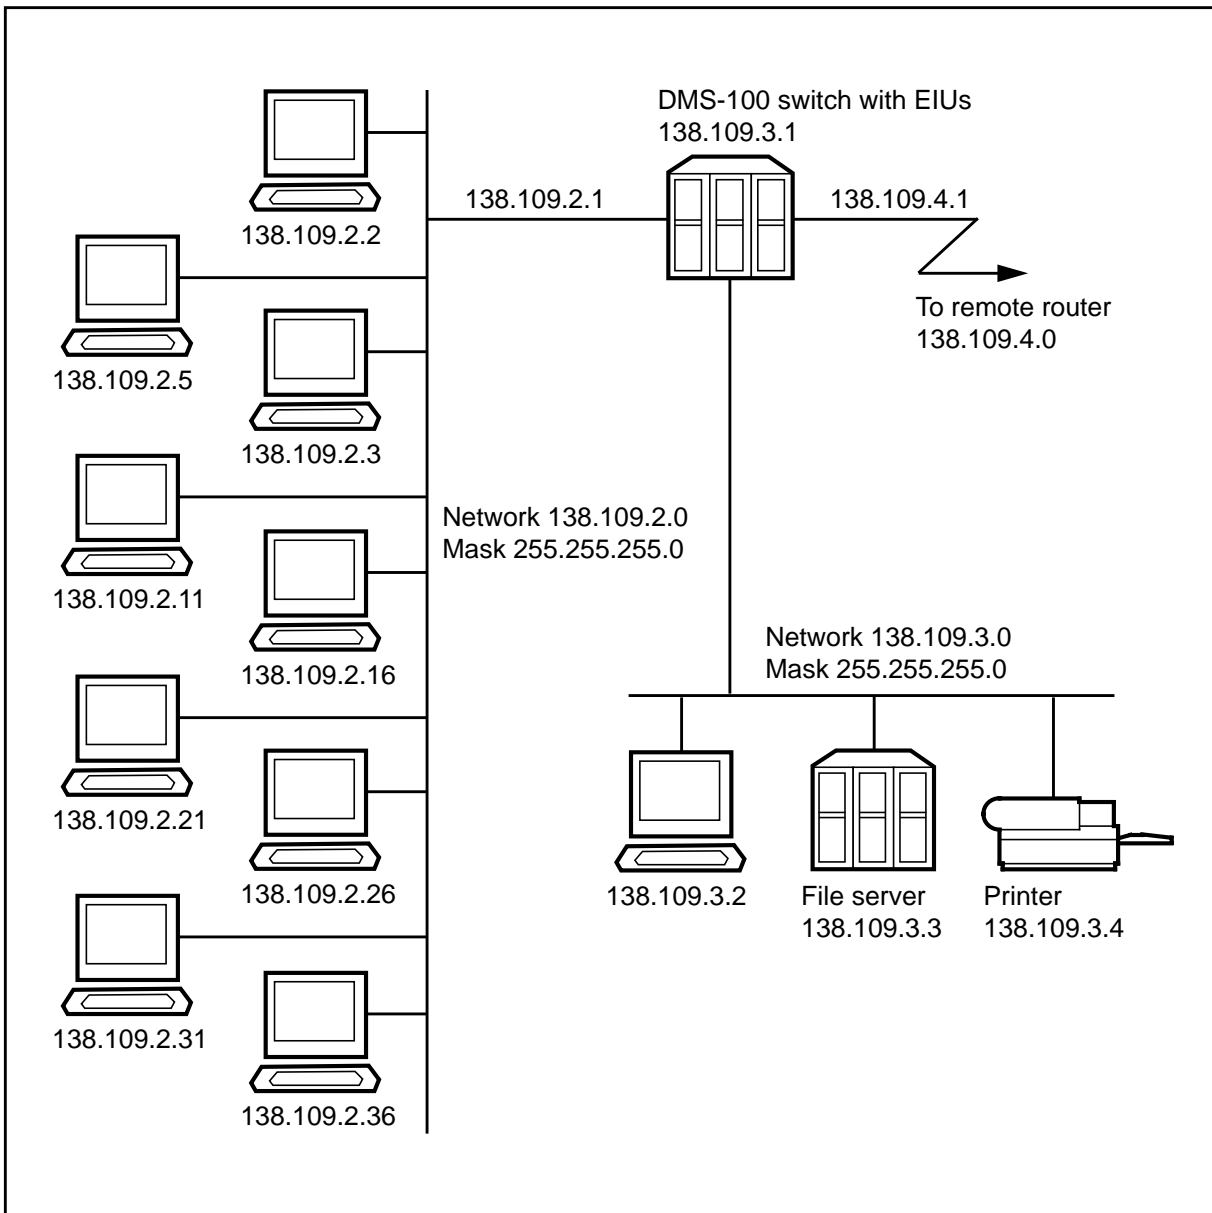 DMS-100 switch with EIUs
138.109.3.1
138.109.2.1
138.109.4.1
138.109.2.2
To remote router
138.109.4.0
138.109.2.5
138.109.2.3
Network 138.109.2.0
Mask 255.255.255.0
138.109.2.11
138.109.2.16
Network 138.109.3.0
Mask 255.255.255.0
138.109.2.21
138.109.2.26
138.109.3.2
File server
138.109.3.3
Printer
138.109.3.4
138.109.2.31
138.109.2.36